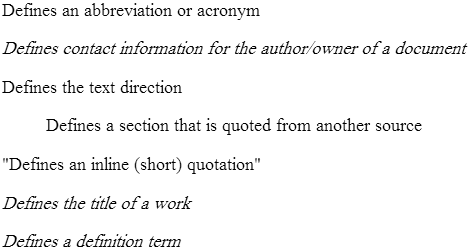 Defines an abbreviation or acronym
Defines contact information for the author/owner of a document
Defines the text direction
Defines a section that is quoted from another source
"Defines an inline (short) quotation"
Defines the title of a work
Defines a definition term